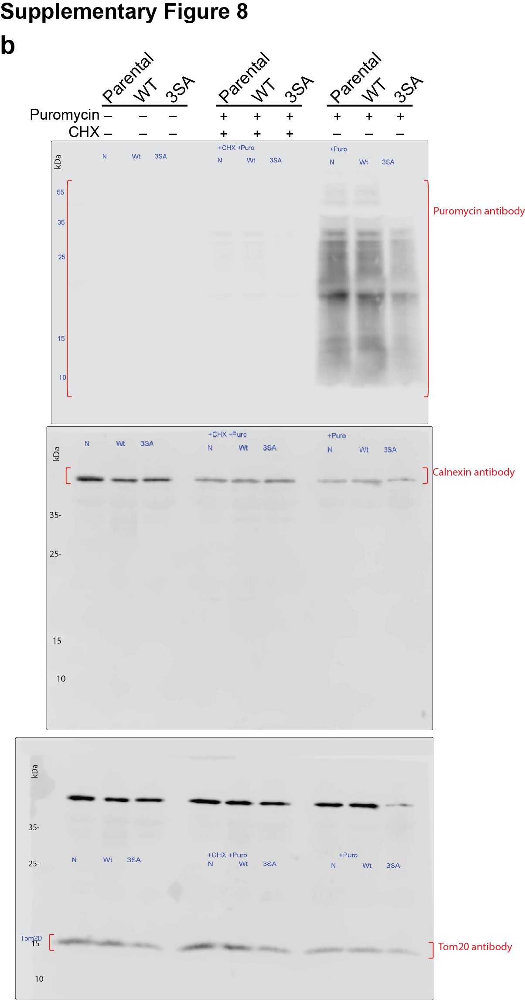 Supplementary Figure 8
b
Parental WT 3SA Parental WT 3SA Parental WT 3SA
Puromycin – – – + + + + + +
CHX – – – + + + – – –
+CHX +Puro +Puro
N Wt 3SA N Wt 3SA N Wt 3SA
kDa
55
Puromycin antibody
35
25
15
10
+CHX +Puro +Puro
N Wt 3SA N Wt 3SA N Wt 3SA
kDa
Calnexin antibody
35-
25-
15
10
kDa
35-
+CHX +Puro +Puro
N Wt 3SA N Wt 3SA N Wt 3SA
25-
Tom20
15
Tom20 antibody
10